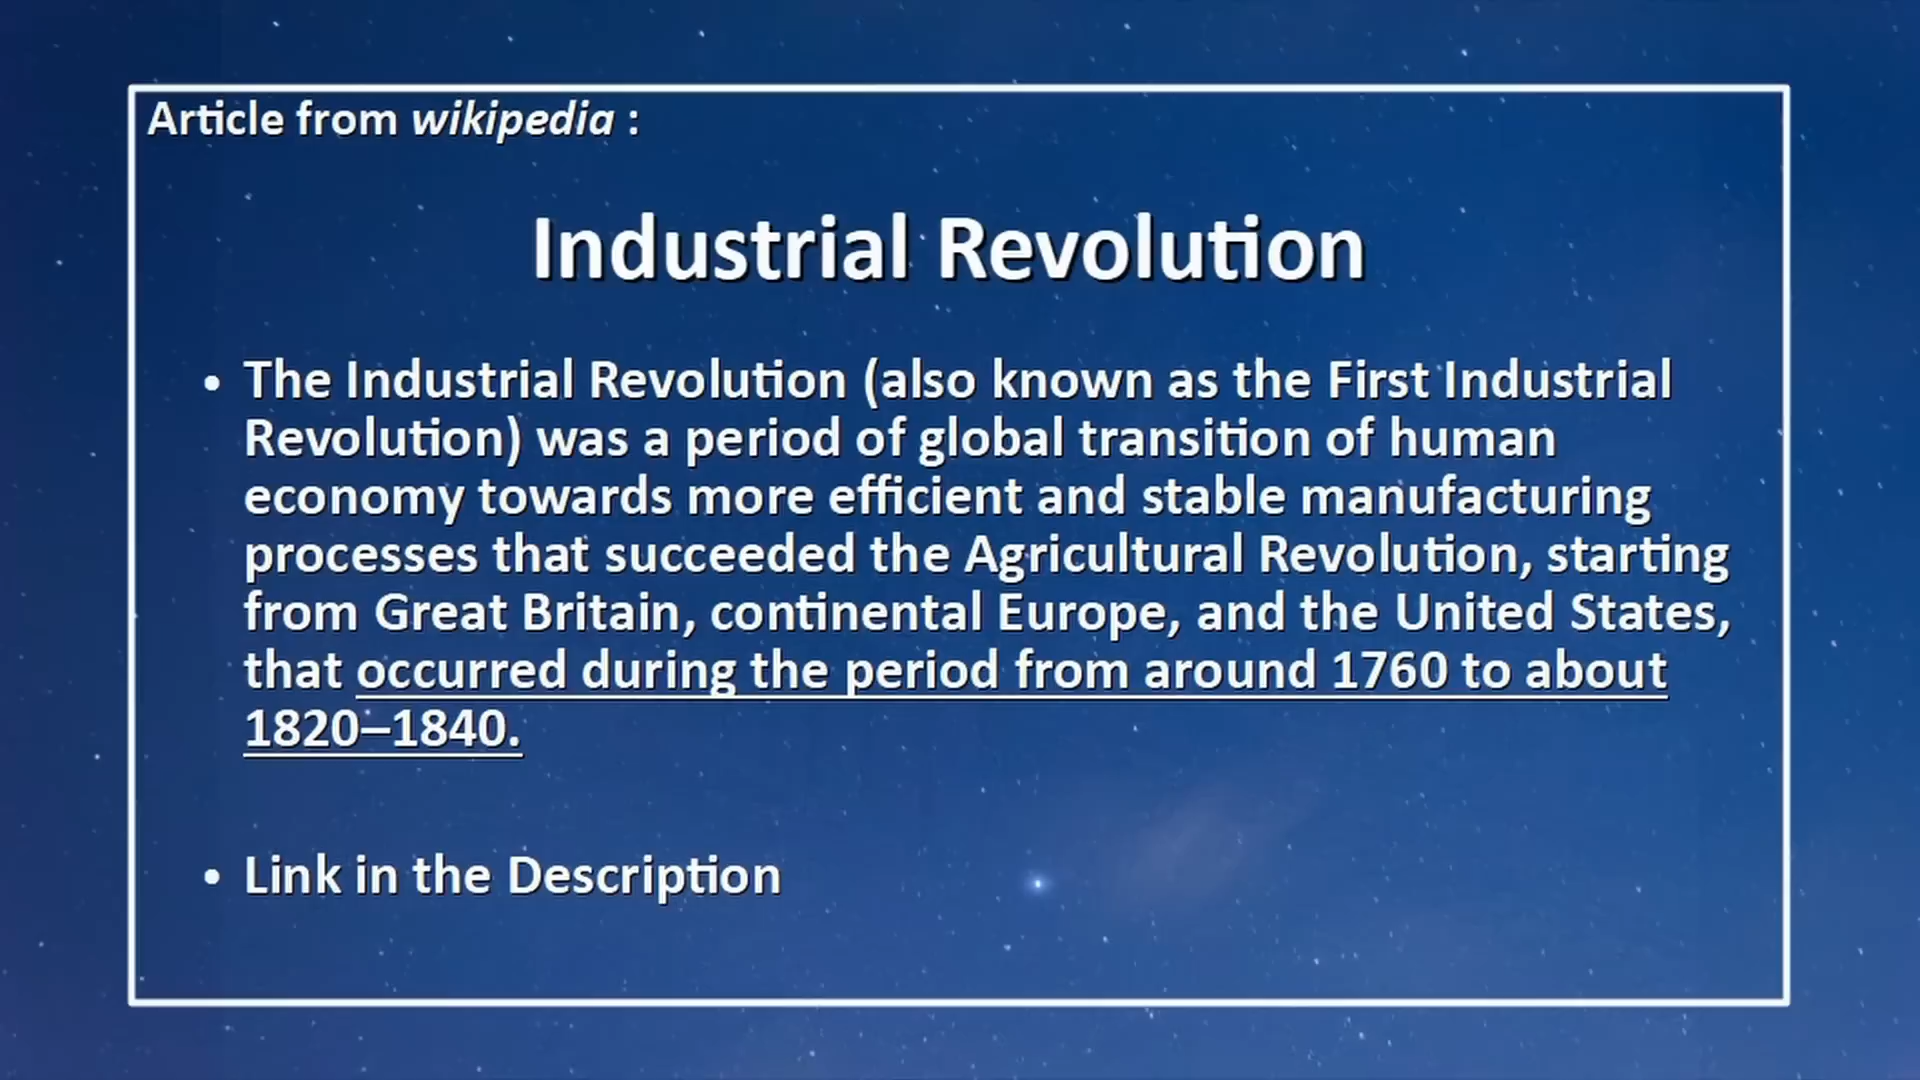 Article from wikipedia :
Industrial Revolution
• The Industrial Revolution (also known as the First Industrial
Revolution) was a period of global transition of human
economy towards more efficient and stable manufacturing
processes that succeeded the Agricultural Revolution, starting
from Great Britain, continental Europe, and the United States,
that occurred during the period from around 1760 to about
1820–1840.
• Link in the Description